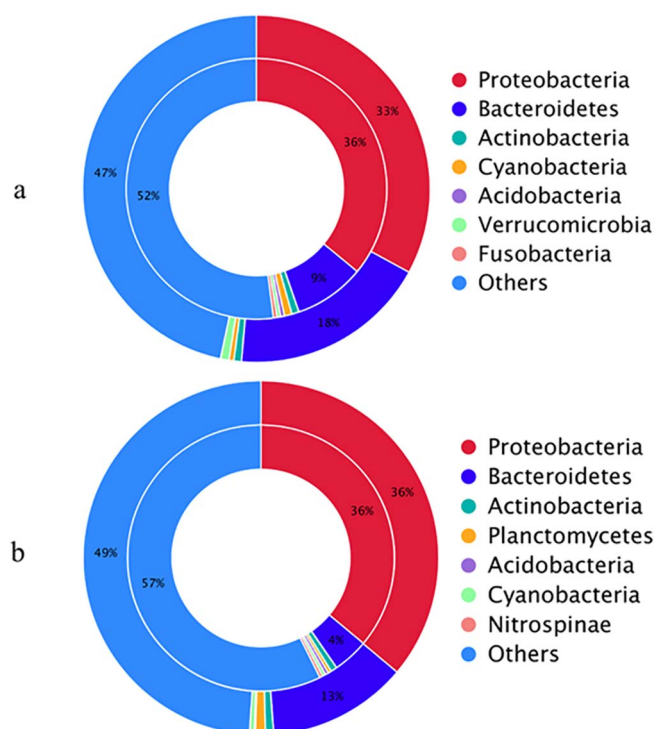 a
33%
36%
47%
52%
9%
18%
Proteobacteria
Bacteroidetes
Actinobacteria
Cyanobacteria
Acidobacteria
Verrucomicrobia
Fusobacteria
Others
b
36%
36%
49%
57%
4%
13%
Proteobacteria
Bacteroidetes
Actinobacteria
Planctomycetes
Acidobacteria
Cyanobacteria
Nitrospinae
Others